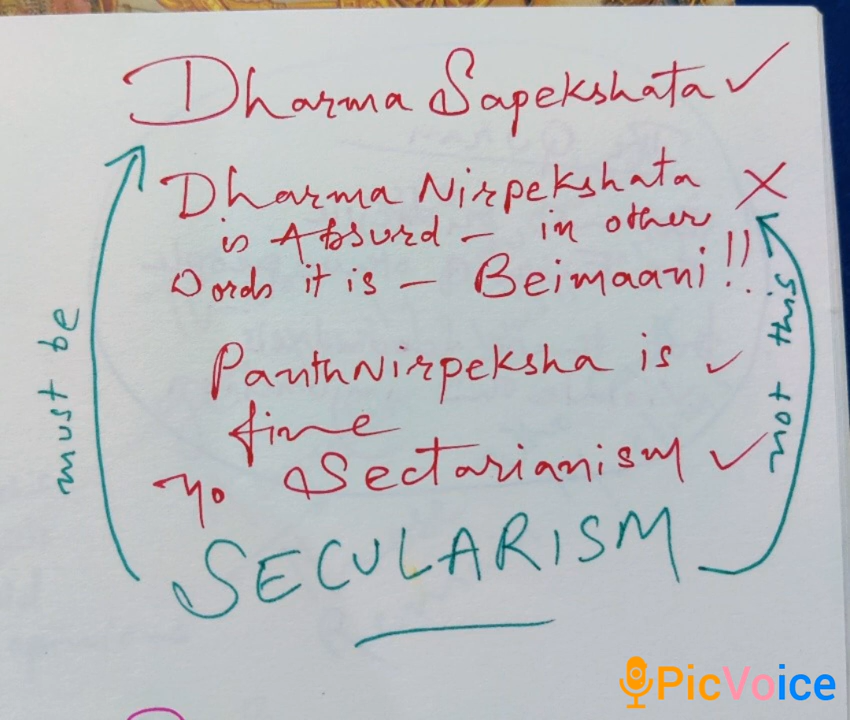 Dharma Sapekshata ✓
Dharma Nirpekshata ✗
is Absurd – in other
words it is – Beimaani!!
PanthNirpeksha is ✓
fine
no Sectarianism ✓
SECULARISM
must be
not this
PicVoice